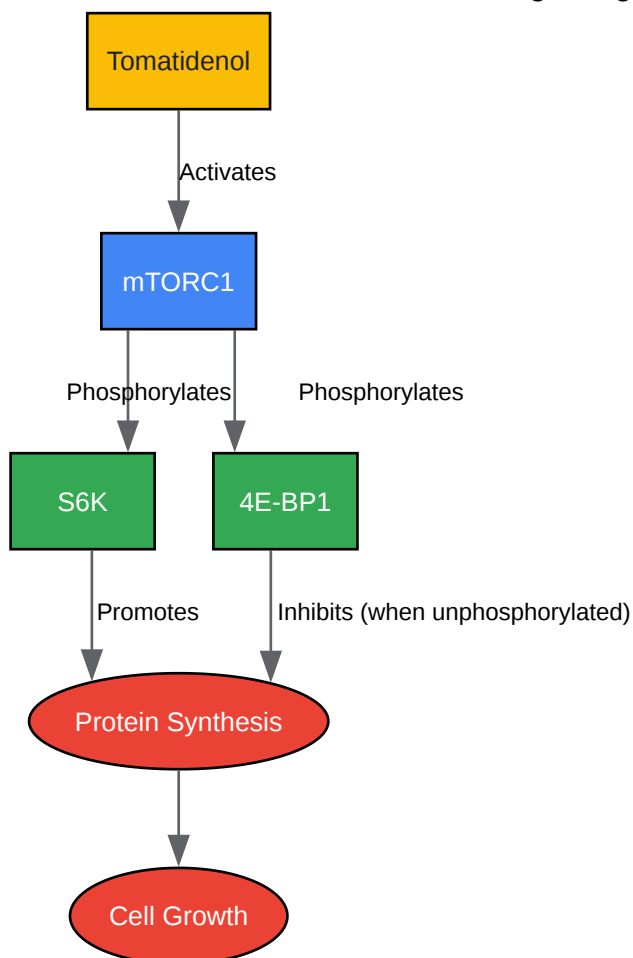 Tomatidenol
Activates
mTORC1
Phosphorylates
Phosphorylates
S6K
4E-BP1
Promotes
Inhibits (when unphosphorylated)
Protein Synthesis
Cell Growth